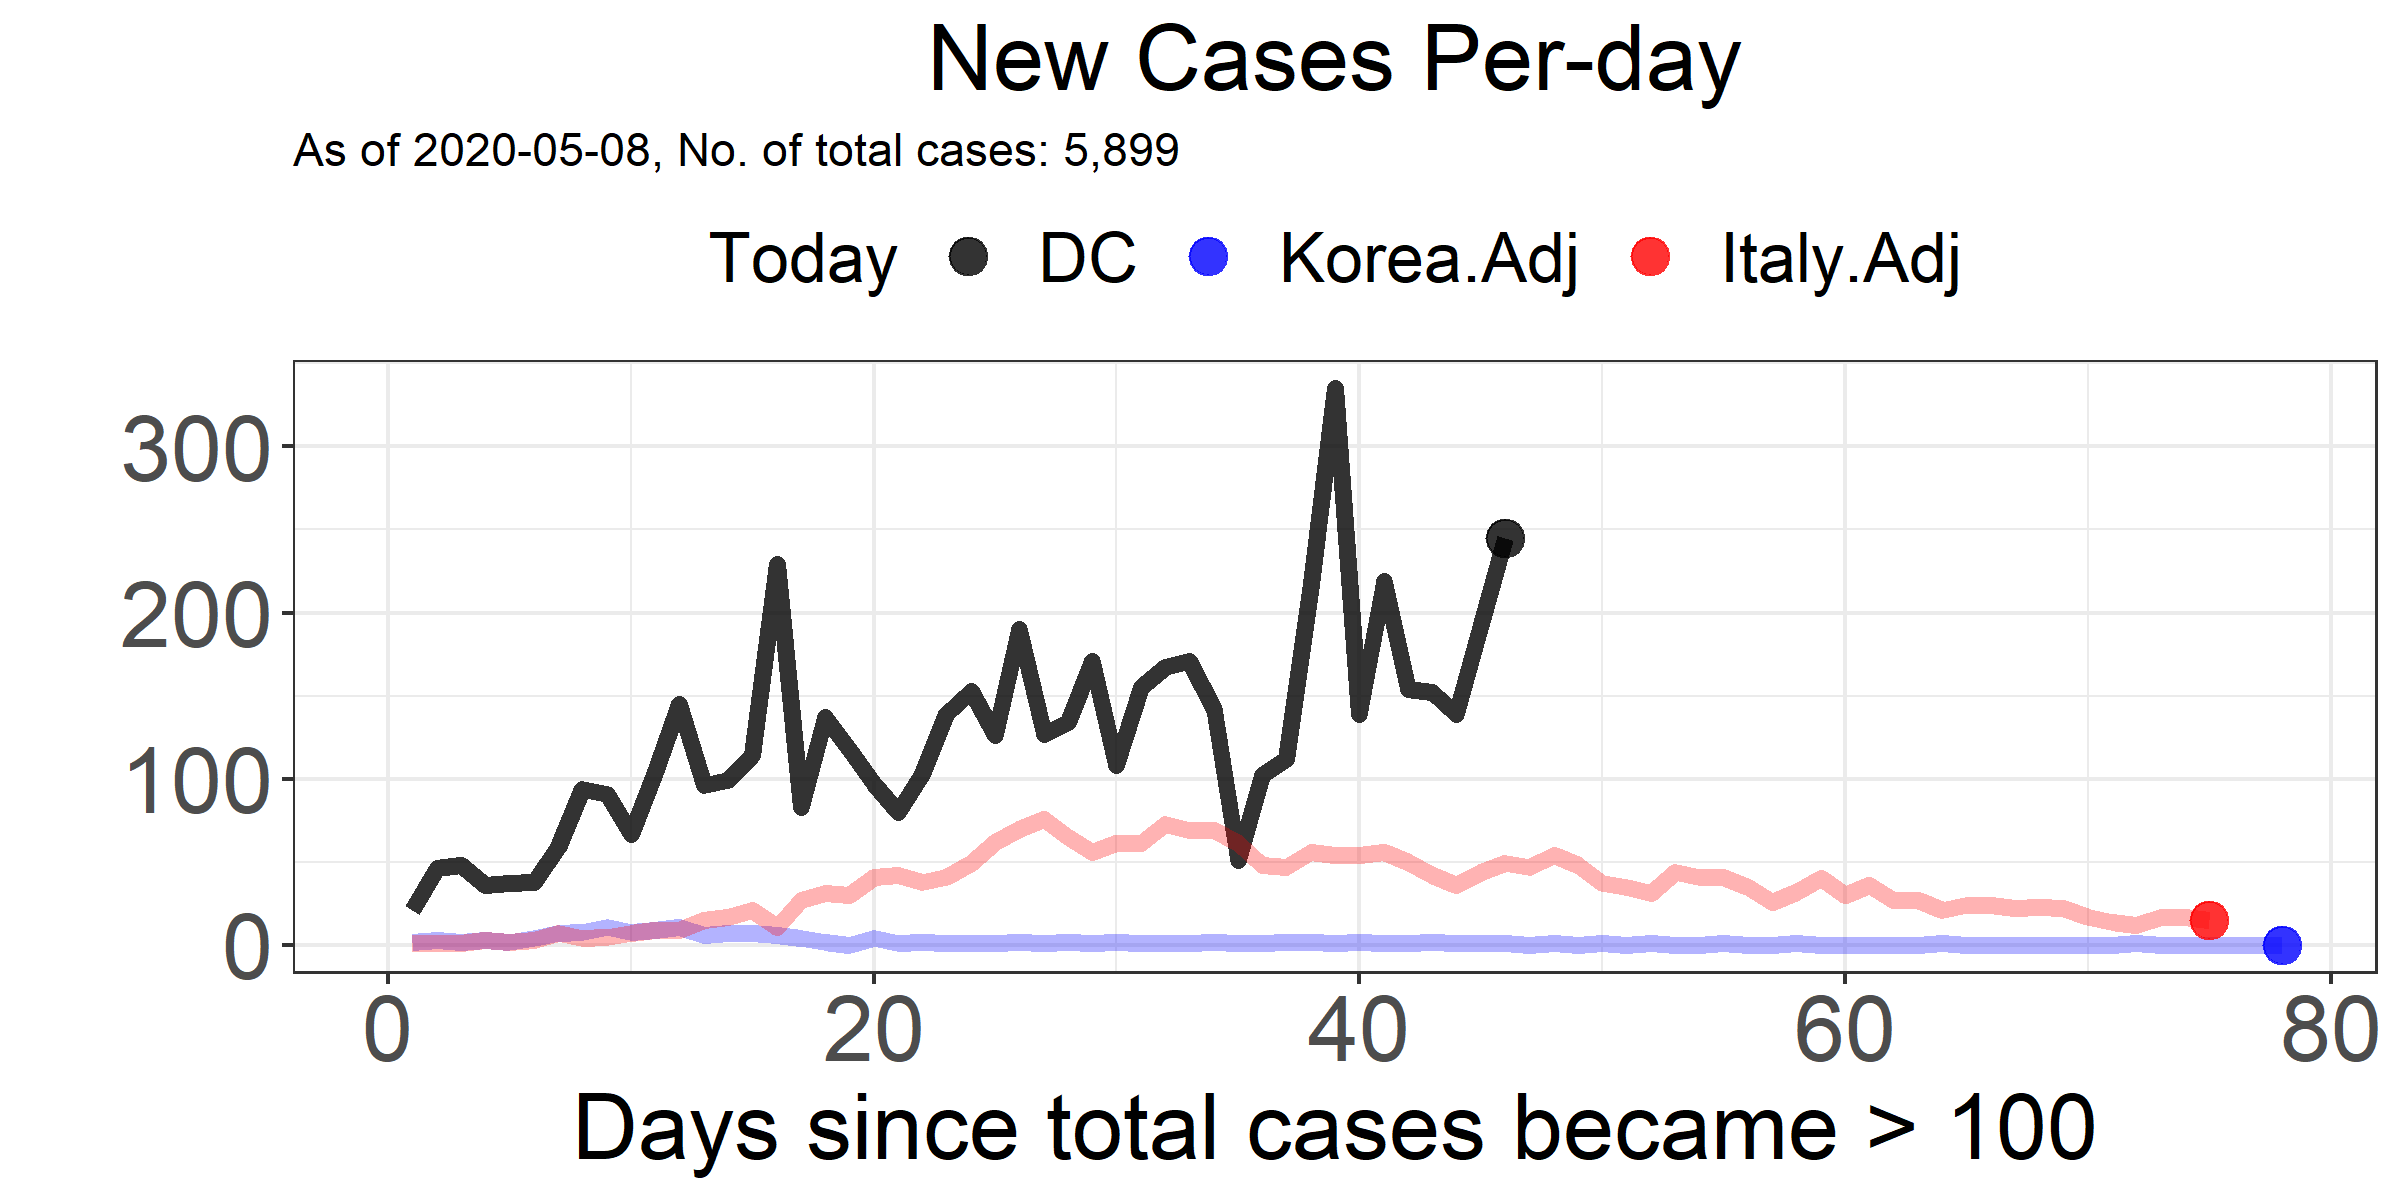 New Cases Per-day
As of 2020-05-08, No. of total cases: 5,899
Today DC Korea.Adj Italy.Adj
300
200
100
0
0 20 40 60 80
Days since total cases became > 100